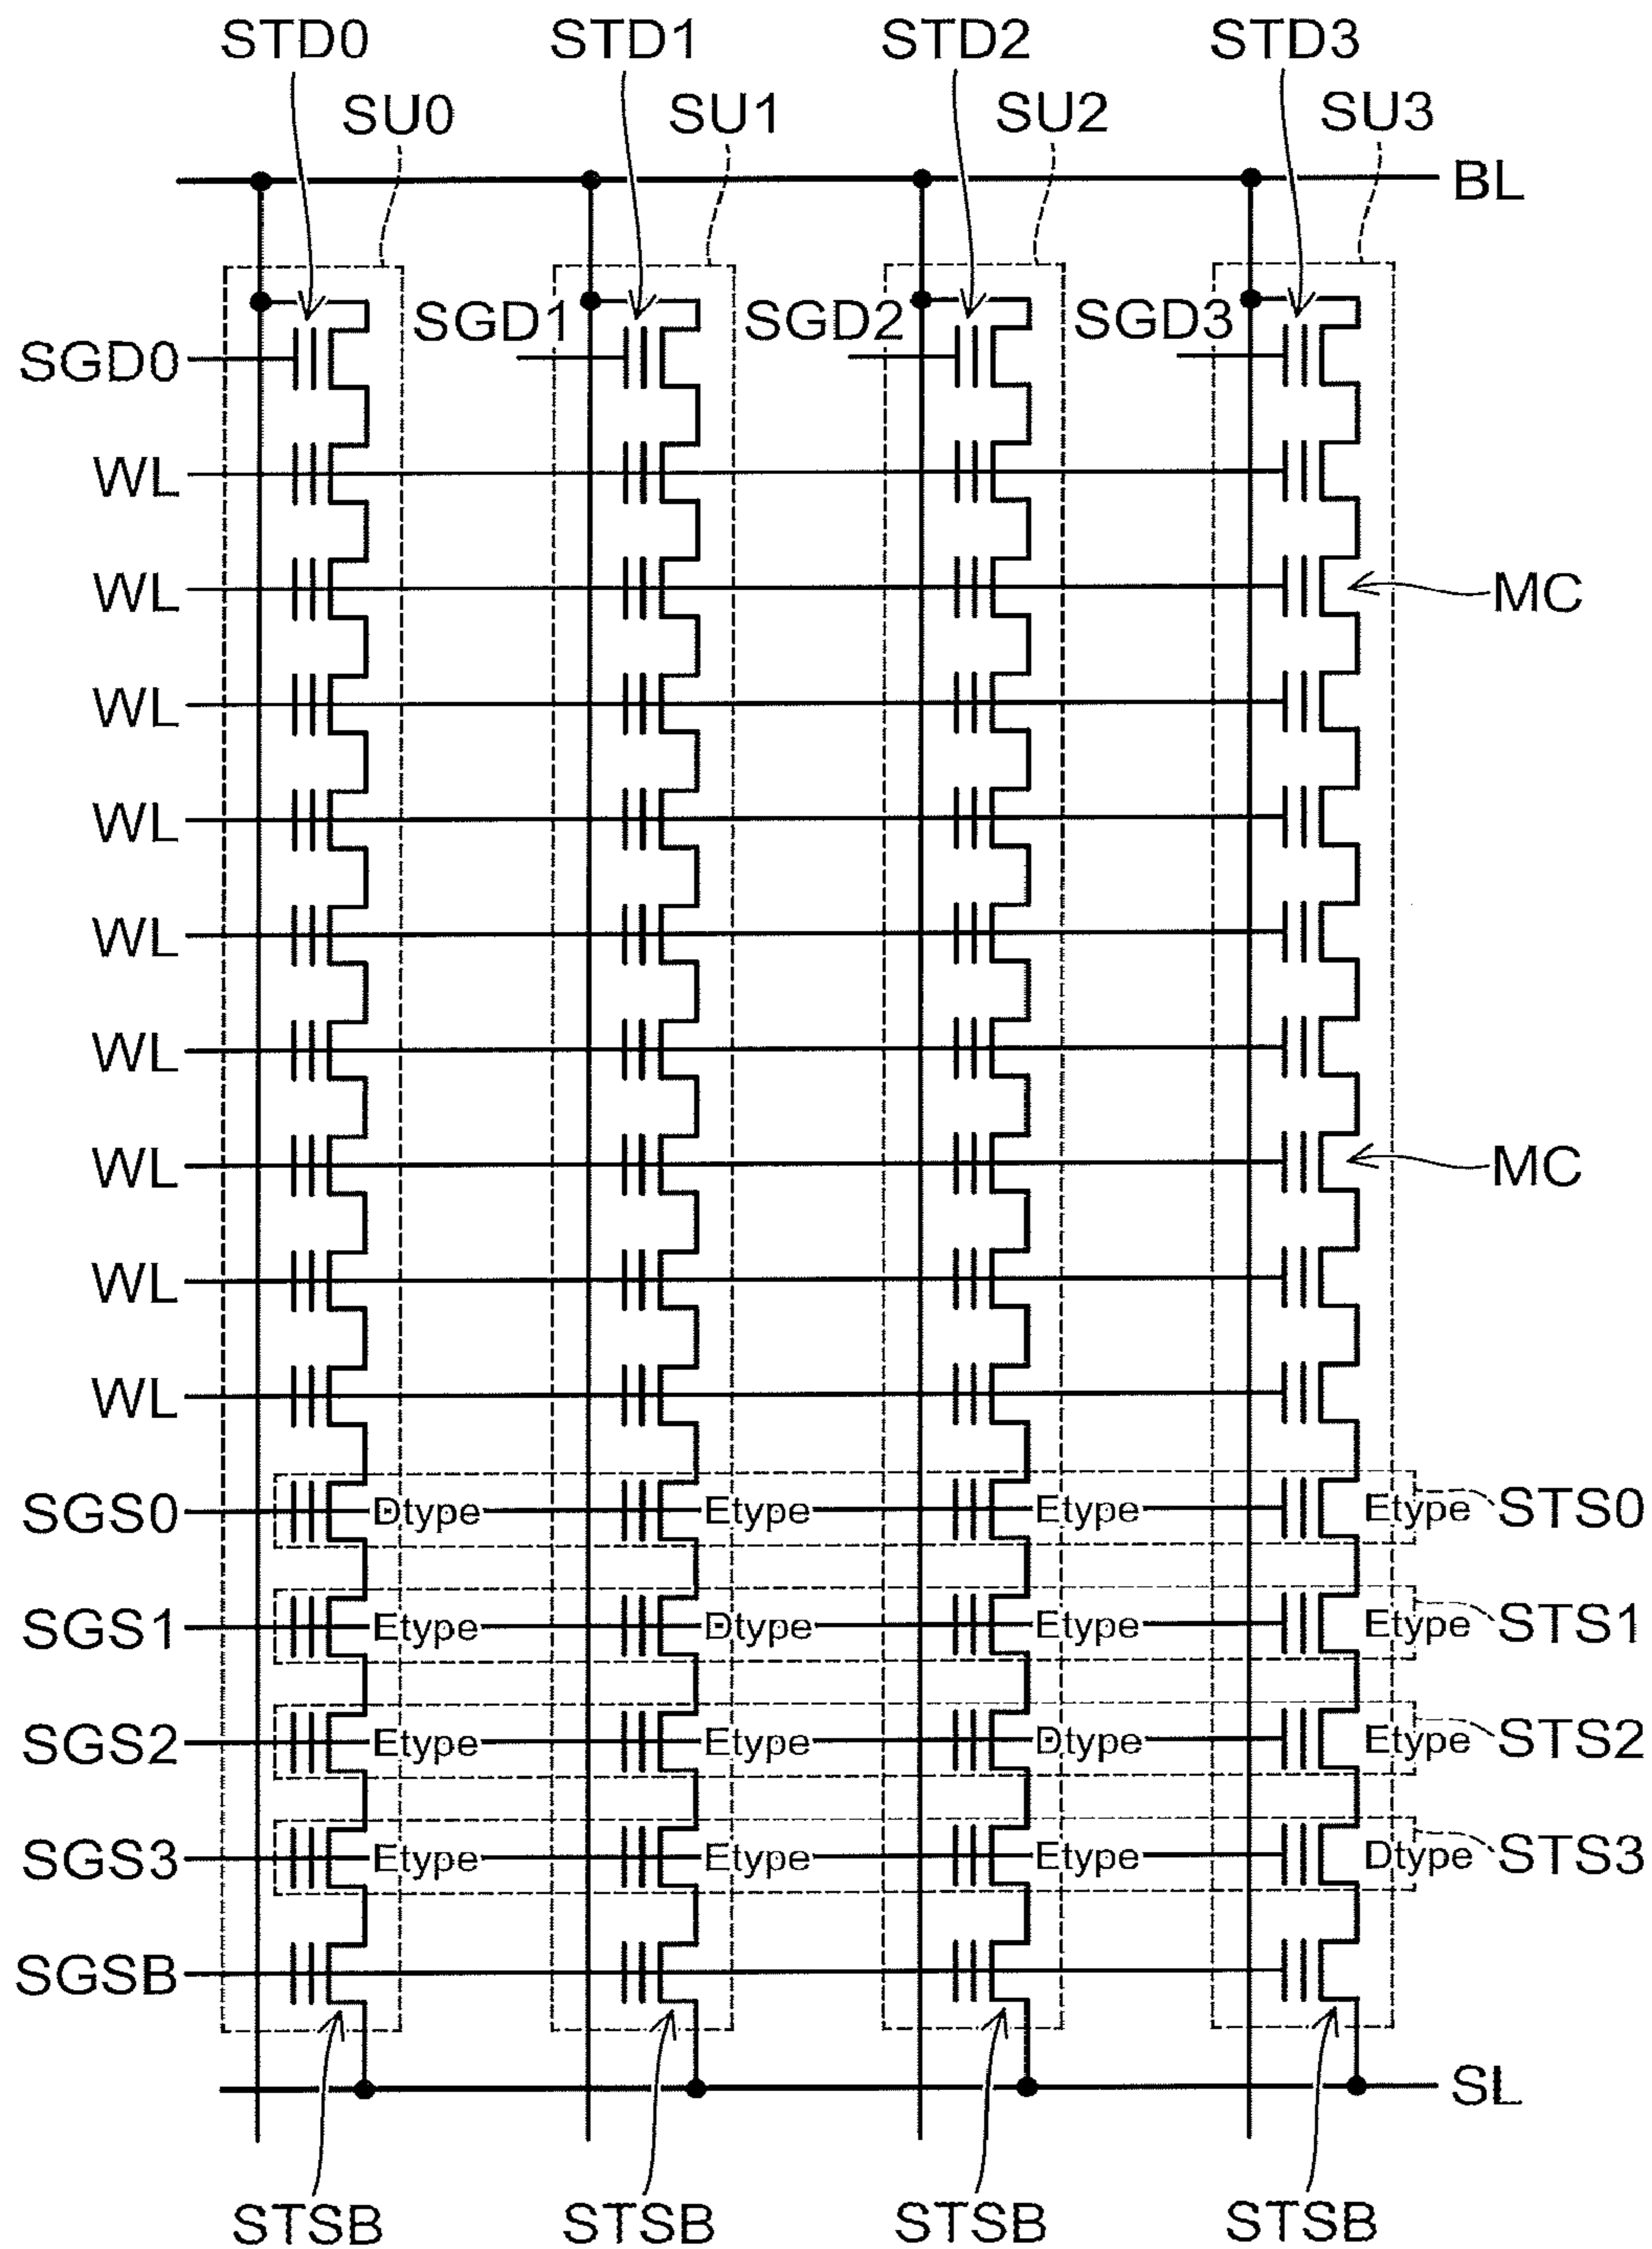 STD0 STD1 STD2 STD3
SU0 SU1 SU2 SU3
BL
SGD1 SGD2 SGD3
SGD0
WL
WL MC
WL
WL
WL
WL
WL MC
WL
WL
SGS0 Dtype Etype Etype Etype STS0
SGS1 Etype Dtype Etype Etype STS1
SGS2 Etype Etype Dtype Etype STS2
SGS3 Etype Etype Etype Dtype STS3
SGSB
SL
STSB STSB STSB STSB